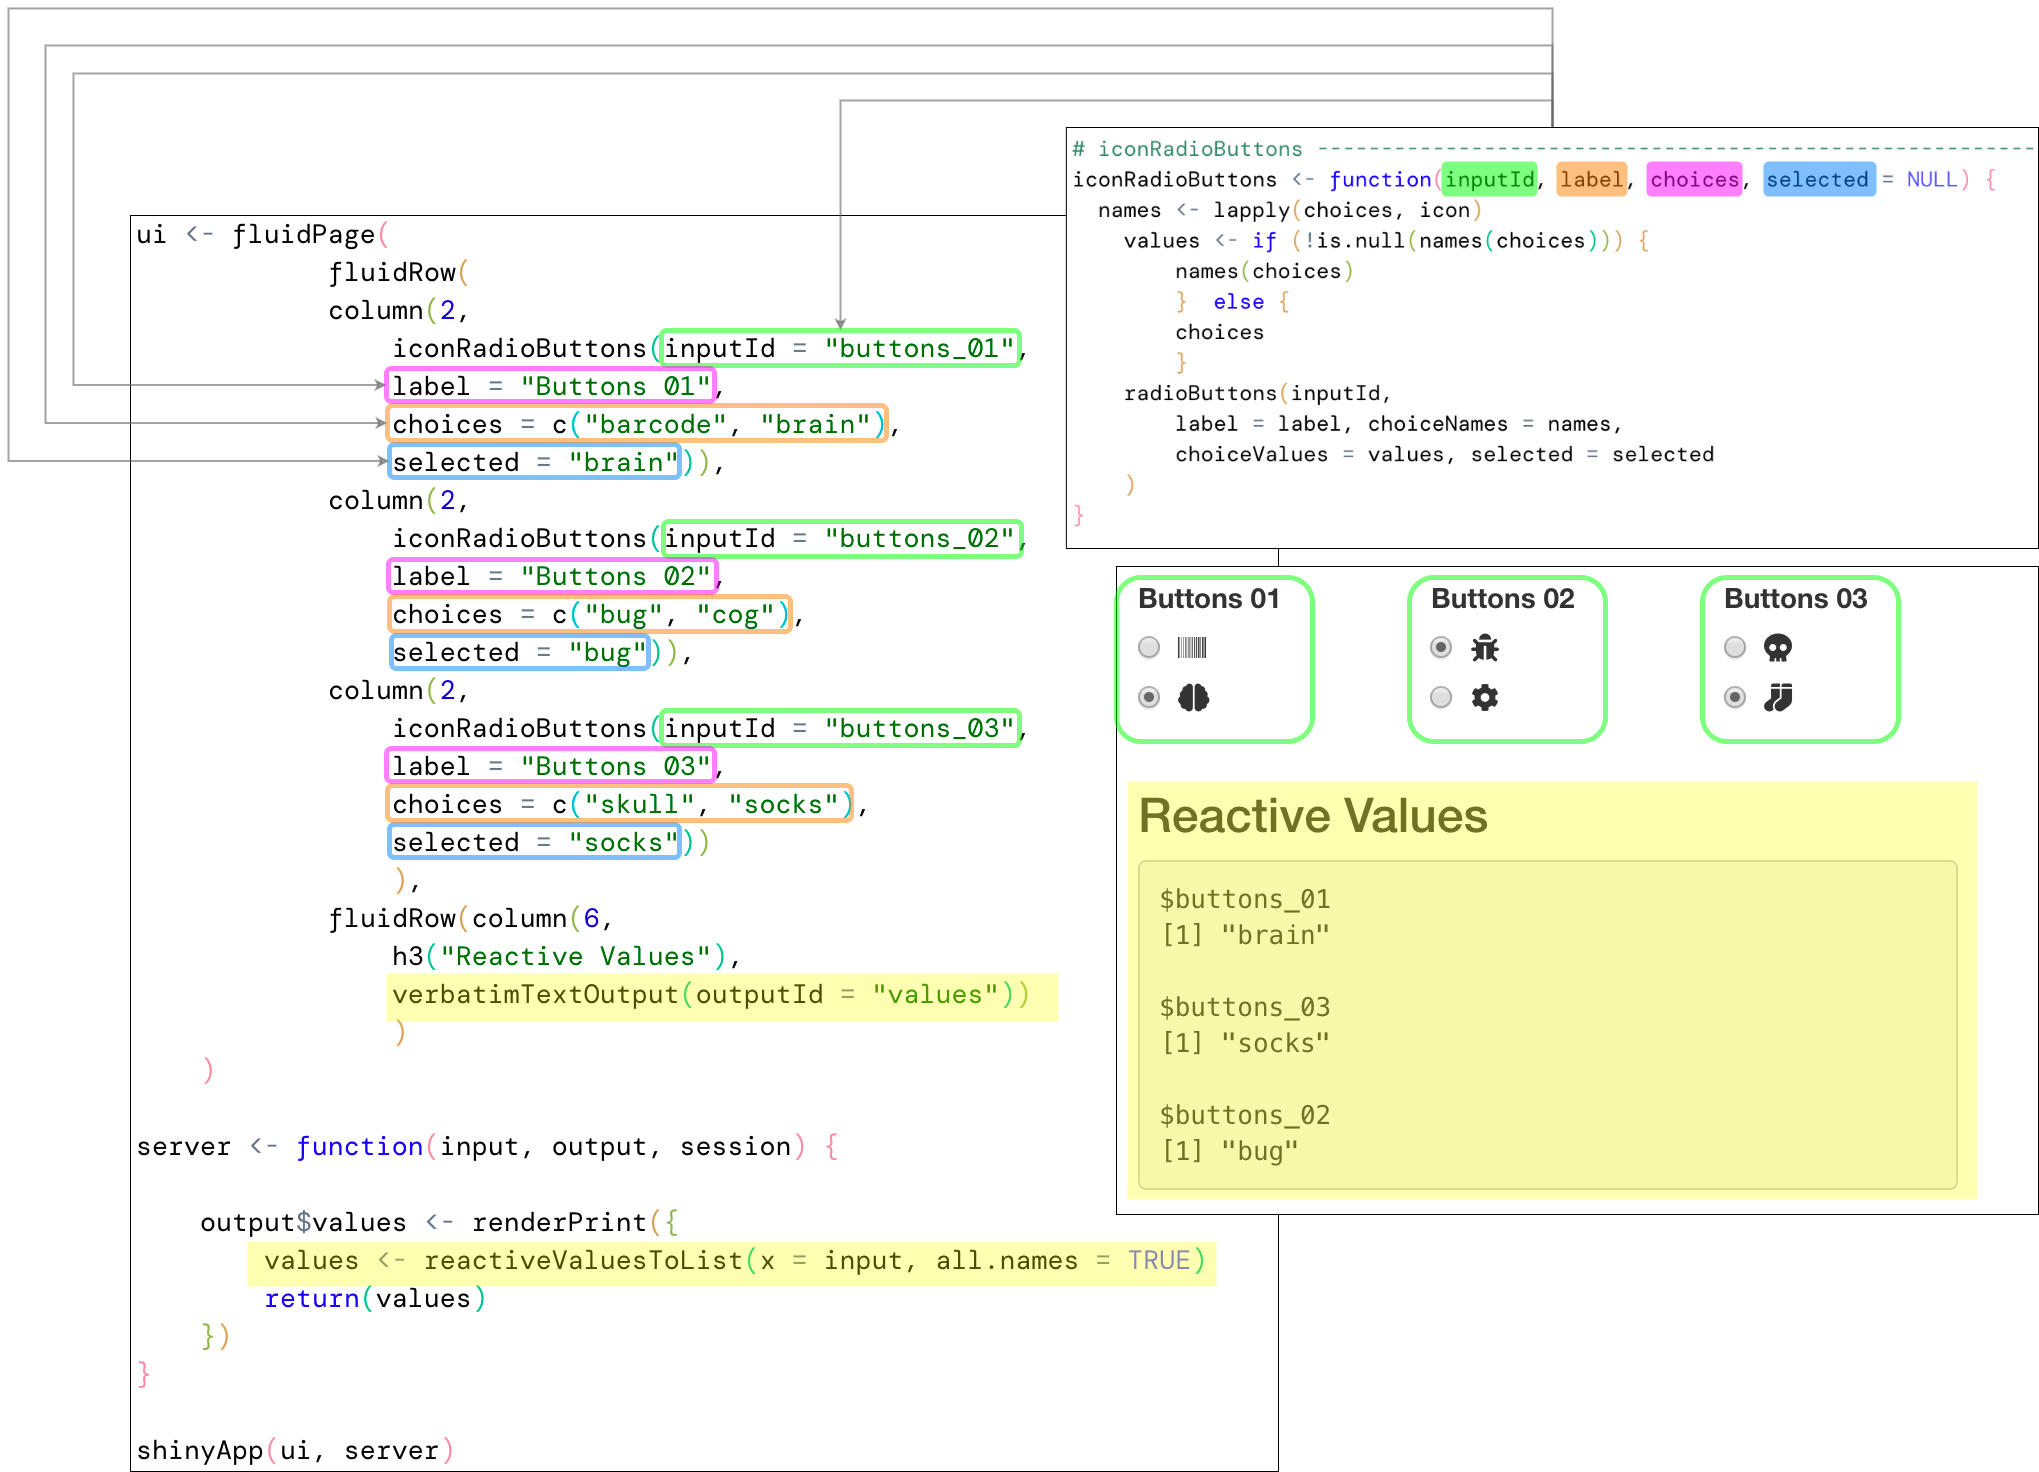 # iconRadioButtons --------------------------------------------------------
iconRadioButtons <- function(inputId, label, choices, selected = NULL) {
  names <- lapply(choices, icon)
    values <- if (!is.null(names(choices))) {
        names(choices)
        }  else {
        choices
        }
    radioButtons(inputId,
        label = label, choiceNames = names,
        choiceValues = values, selected = selected
    )
}
ui <- fluidPage(
            fluidRow(
            column(2,
                iconRadioButtons(inputId = "buttons_01",
                label = "Buttons 01",
                choices = c("barcode", "brain"),
                selected = "brain")),
            column(2,
                iconRadioButtons(inputId = "buttons_02",
                label = "Buttons 02",
                choices = c("bug", "cog"),
                selected = "bug")),
            column(2,
                iconRadioButtons(inputId = "buttons_03",
                label = "Buttons 03",
                choices = c("skull", "socks"),
                selected = "socks"))
                ),
            fluidRow(column(6,
                h3("Reactive Values"),
                verbatimTextOutput(outputId = "values"))
                )
    )
server <- function(input, output, session) {
    output$values <- renderPrint({
        values <- reactiveValuesToList(x = input, all.names = TRUE)
        return(values)
    })
}
shinyApp(ui, server)
Buttons 01 Buttons 02 Buttons 03
Reactive Values
$buttons_01
[1] "brain"
$buttons_03
[1] "socks"
$buttons_02
[1] "bug"